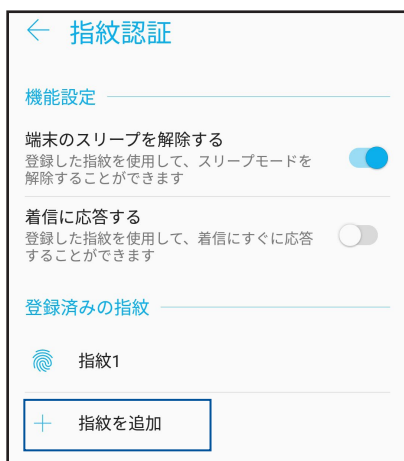 指紋認証
機能設定
端末のスリープを解除する
登録した指紋を使用して、スリープモードを
解除することができます
着信に応答する
登録した指紋を使用して、着信にすぐに応答
することができます
登録済みの指紋
指紋1
指紋を追加